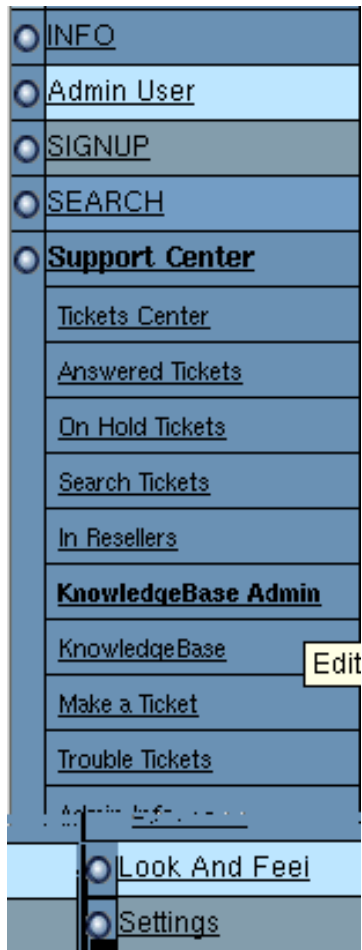 INFO
Admin User
SIGNUP
SEARCH
Support Center
Tickets Center
Answered Tickets
On Hold Tickets
Search Tickets
In Resellers
KnowledgeBase Admin
KnowledgeBase
Edit
Make a Ticket
Trouble Tickets
Look And Feel
Settings